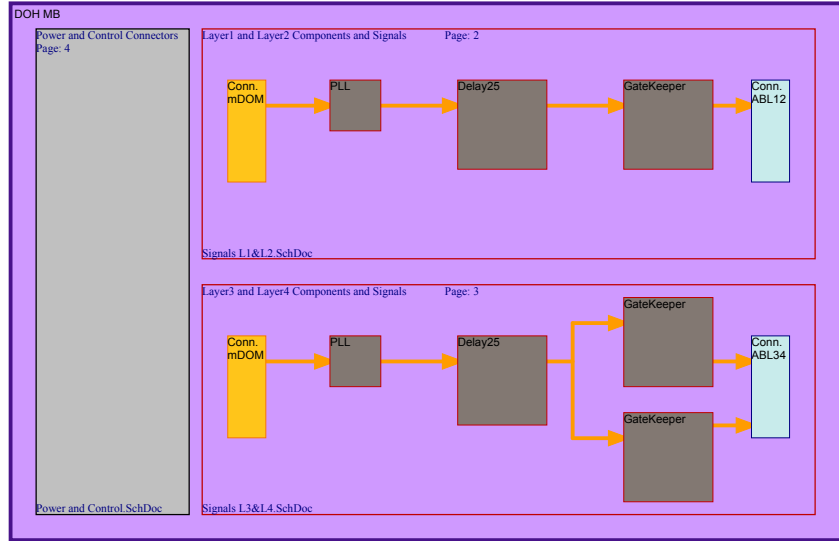 DOH MB
Power and Control Connectors
Page: 4
Power and Control.SchDoc
Layer1 and Layer2 Components and Signals Page: 2
Conn.
mDOM
PLL
Delay25
GateKeeper
Conn.
ABL12
Signals L1&L2.SchDoc
Layer3 and Layer4 Components and Signals Page: 3
Conn.
mDOM
PLL
Delay25
GateKeeper
GateKeeper
Conn.
ABL34
Signals L3&L4.SchDoc